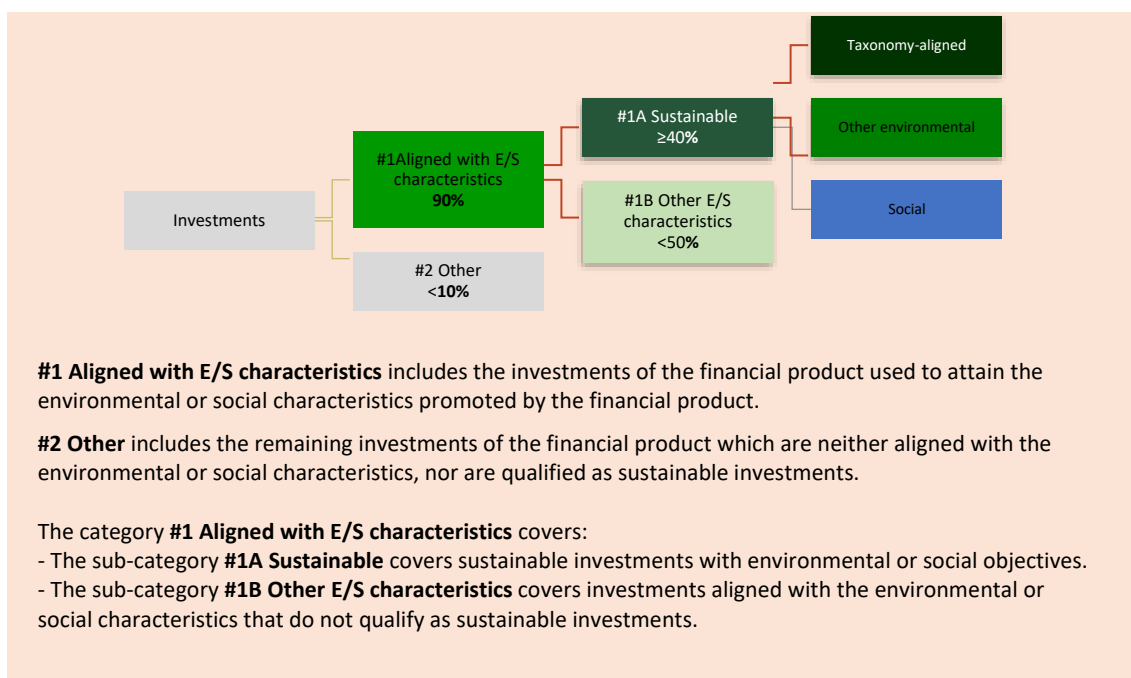 Taxonomy-aligned
#1A Sustainable
≥40%
Other environmental
#1Aligned with E/S
characteristics
90%
#1B Other E/S
characteristics
<50%
Social
Investments
#2 Other
<10%
#1 Aligned with E/S characteristics includes the investments of the financial product used to attain the
environmental or social characteristics promoted by the financial product.
#2 Other includes the remaining investments of the financial product which are neither aligned with the
environmental or social characteristics, nor are qualified as sustainable investments.
The category #1 Aligned with E/S characteristics covers:
- The sub-category #1A Sustainable covers sustainable investments with environmental or social objectives.
- The sub-category #1B Other E/S characteristics covers investments aligned with the environmental or
social characteristics that do not qualify as sustainable investments.